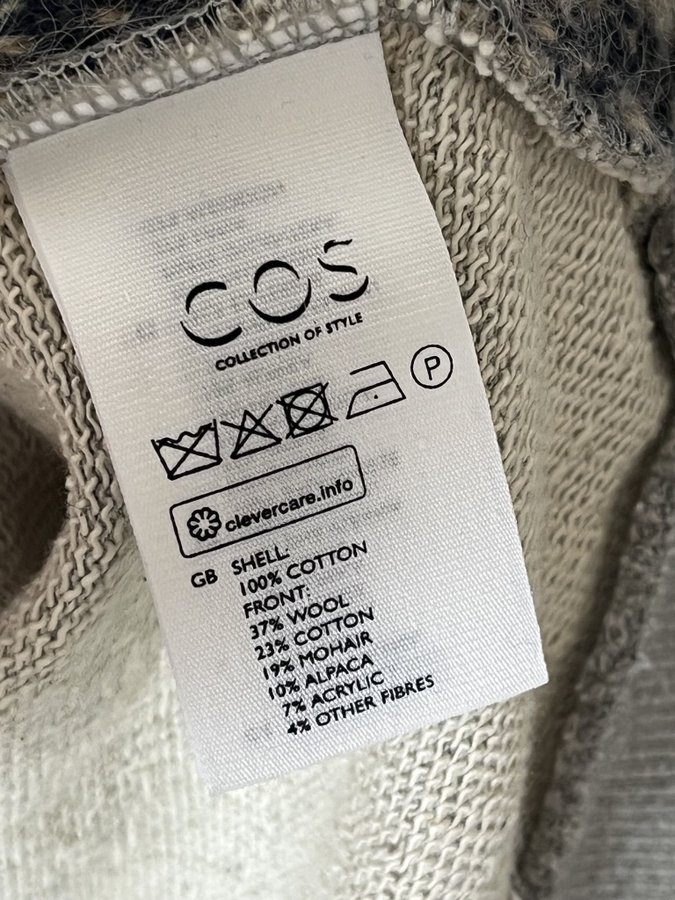 COS
COLLECTION OF STYLE
P
clevercare.info
GB SHELL:
100% COTTON
FRONT:
37% WOOL
23% COTTON
19% MOHAIR
10% ALPACA
7% ACRYLIC
4% OTHER FIBRES